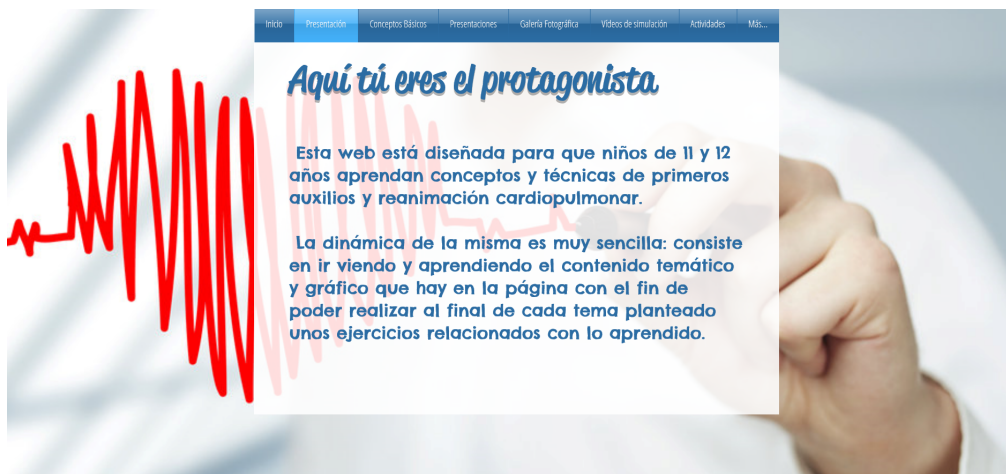 Inicio Presentación Conceptos Básicos Presentaciones Galería Fotográfica Vídeos de simulación Actividades Más...
Aquí tú eres el protagonista
Esta web está diseñada para que niños de 11 y 12
años aprendan conceptos y técnicas de primeros
auxilios y reanimación cardiopulmonar.
La dinámica de la misma es muy sencilla: consiste
en ir viendo y aprendiendo el contenido temático
y gráfico que hay en la página con el fin de
poder realizar al final de cada tema planteado
unos ejercicios relacionados con lo aprendido.